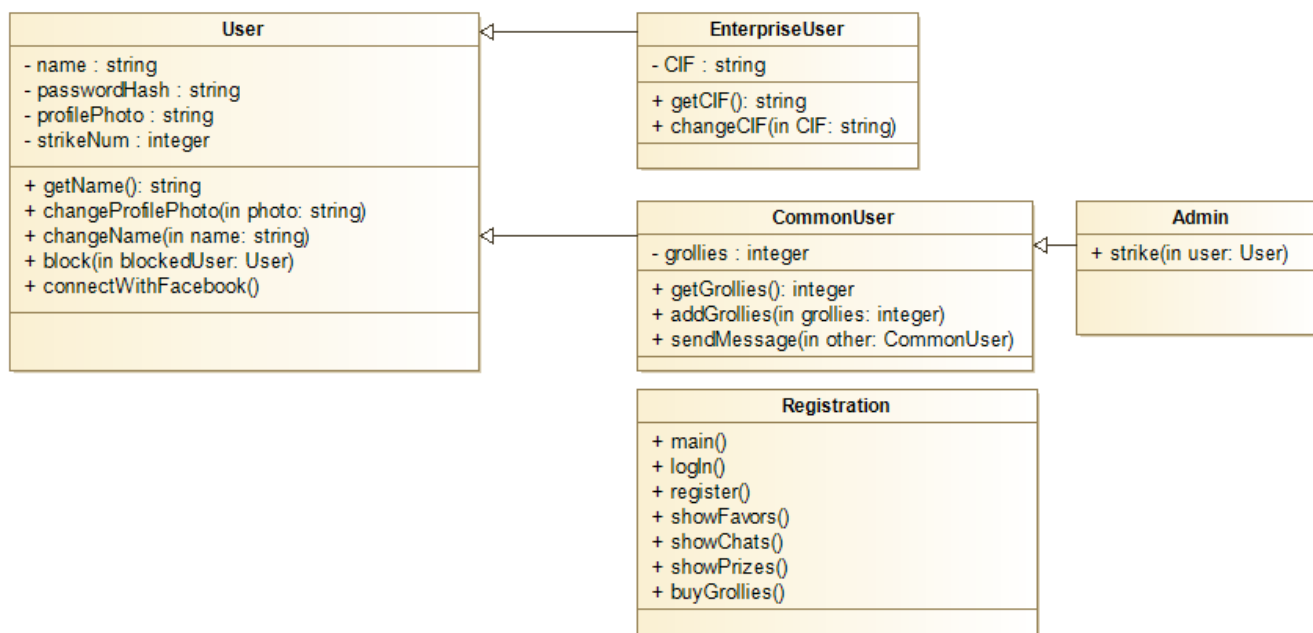 User
- name : string
- passwordHash : string
- profilePhoto : string
- strikeNum : integer
+ getName(): string
+ changeProfilePhoto(in photo: string)
+ changeName(in name: string)
+ block(in blockedUser: User)
+ connectWithFacebook()
EnterpriseUser
- CIF : string
+ getCIF(): string
+ changeCIF(in CIF: string)
CommonUser
- grollies : integer
+ getGrollies(): integer
+ addGrollies(in grollies: integer)
+ sendMessage(in other: CommonUser)
Admin
+ strike(in user: User)
Registration
+ main()
+ logIn()
+ register()
+ showFavors()
+ showChats()
+ showPrizes()
+ buyGrollies()